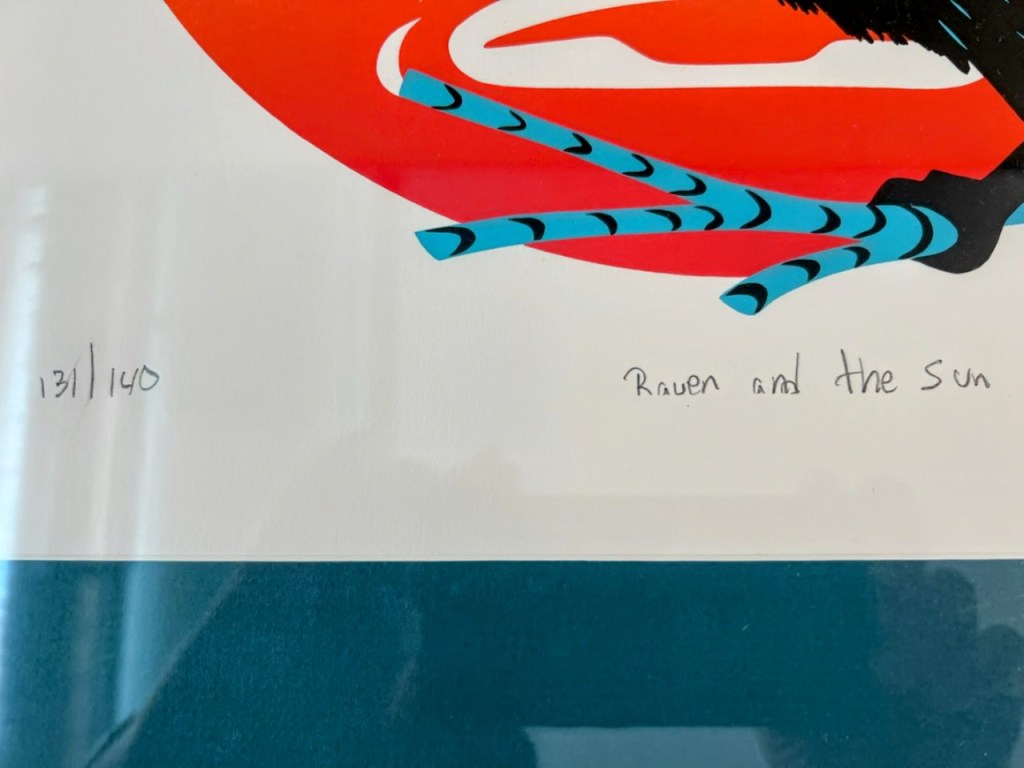 131/140 Raven and the Sun